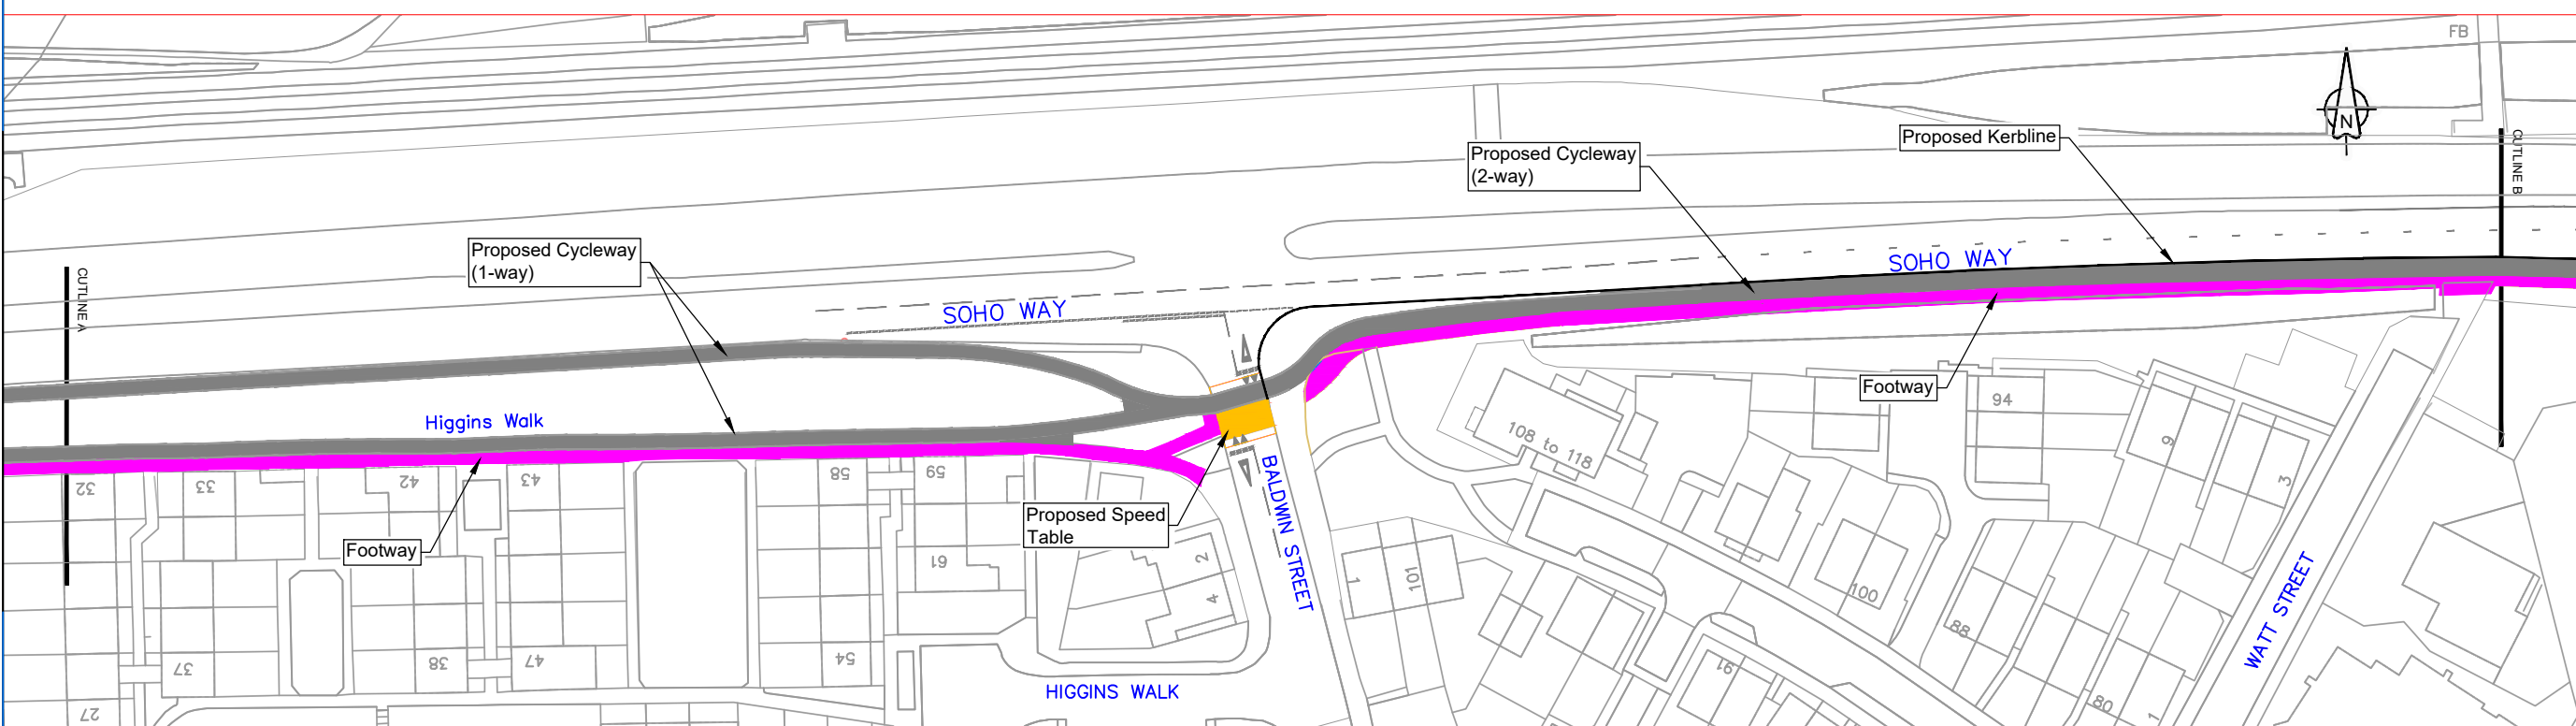 FB
N
Proposed Kerbline
Proposed Cycleway
(2-way)
CUTLINE B
Proposed Cycleway
(1-way)
SOHO WAY
CUTLINE A
SOHO WAY
Higgins Walk
Footway
94
108 to 118
9
3
32
33
42
43
58
59
Proposed Speed
Table
BALDWIN STREET
Footway
2
4
61
1
101
100
88
WATT STREET
37
38
47
54
HIGGINS WALK
91
80
1
27